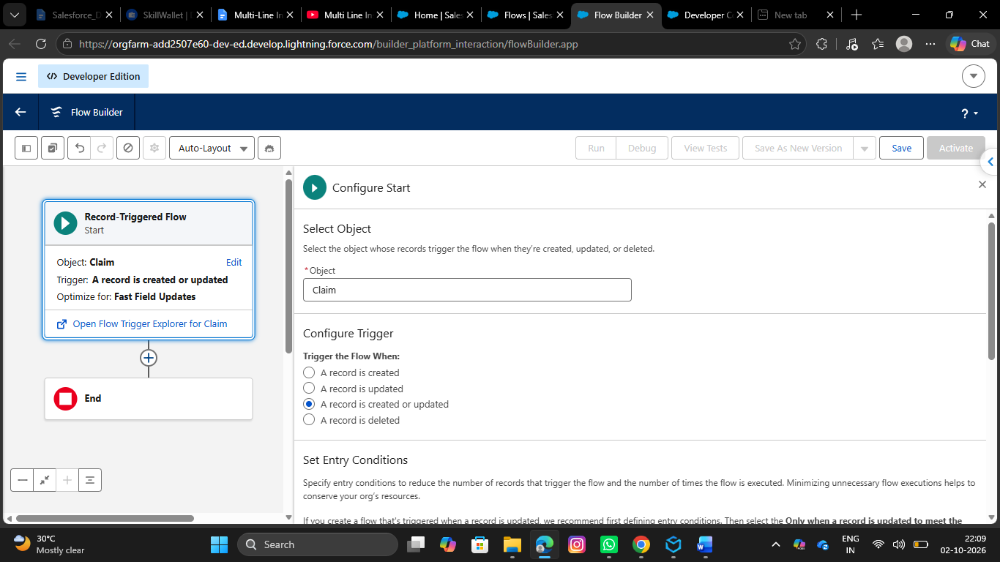 Salesforce_D
SkillWallet |
Multi-Line In
Multi Line In
Home | Sales
Flows | Sales
Flow Builder
Developer C
New tab
https://orgfarm-add2507e60-dev-ed.develop.lightning.force.com/builder_platform_interaction/flowBuilder.app
Chat
Developer Edition
Flow Builder
?
Auto-Layout
Run
Debug
View Tests
Save As New Version
Save
Activate
Record-Triggered Flow
Start
Object: Claim
Edit
Trigger: A record is created or updated
Optimize for: Fast Field Updates
Open Flow Trigger Explorer for Claim
End
Configure Start
Select Object
Select the object whose records trigger the flow when they're created, updated, or deleted.
*Object
Claim
Configure Trigger
Trigger the Flow When:
A record is created
A record is updated
A record is created or updated
A record is deleted
Set Entry Conditions
Specify entry conditions to reduce the number of records that trigger the flow and the number of times the flow is executed. Minimizing unnecessary flow executions helps to
conserve your org's resources.
If you create a flow that's triggered when a record is updated, we recommend first defining entry conditions. Then select the Only when a record is updated to meet the
30°C
Mostly clear
Search
ENG
IN
22:09
02-10-2026